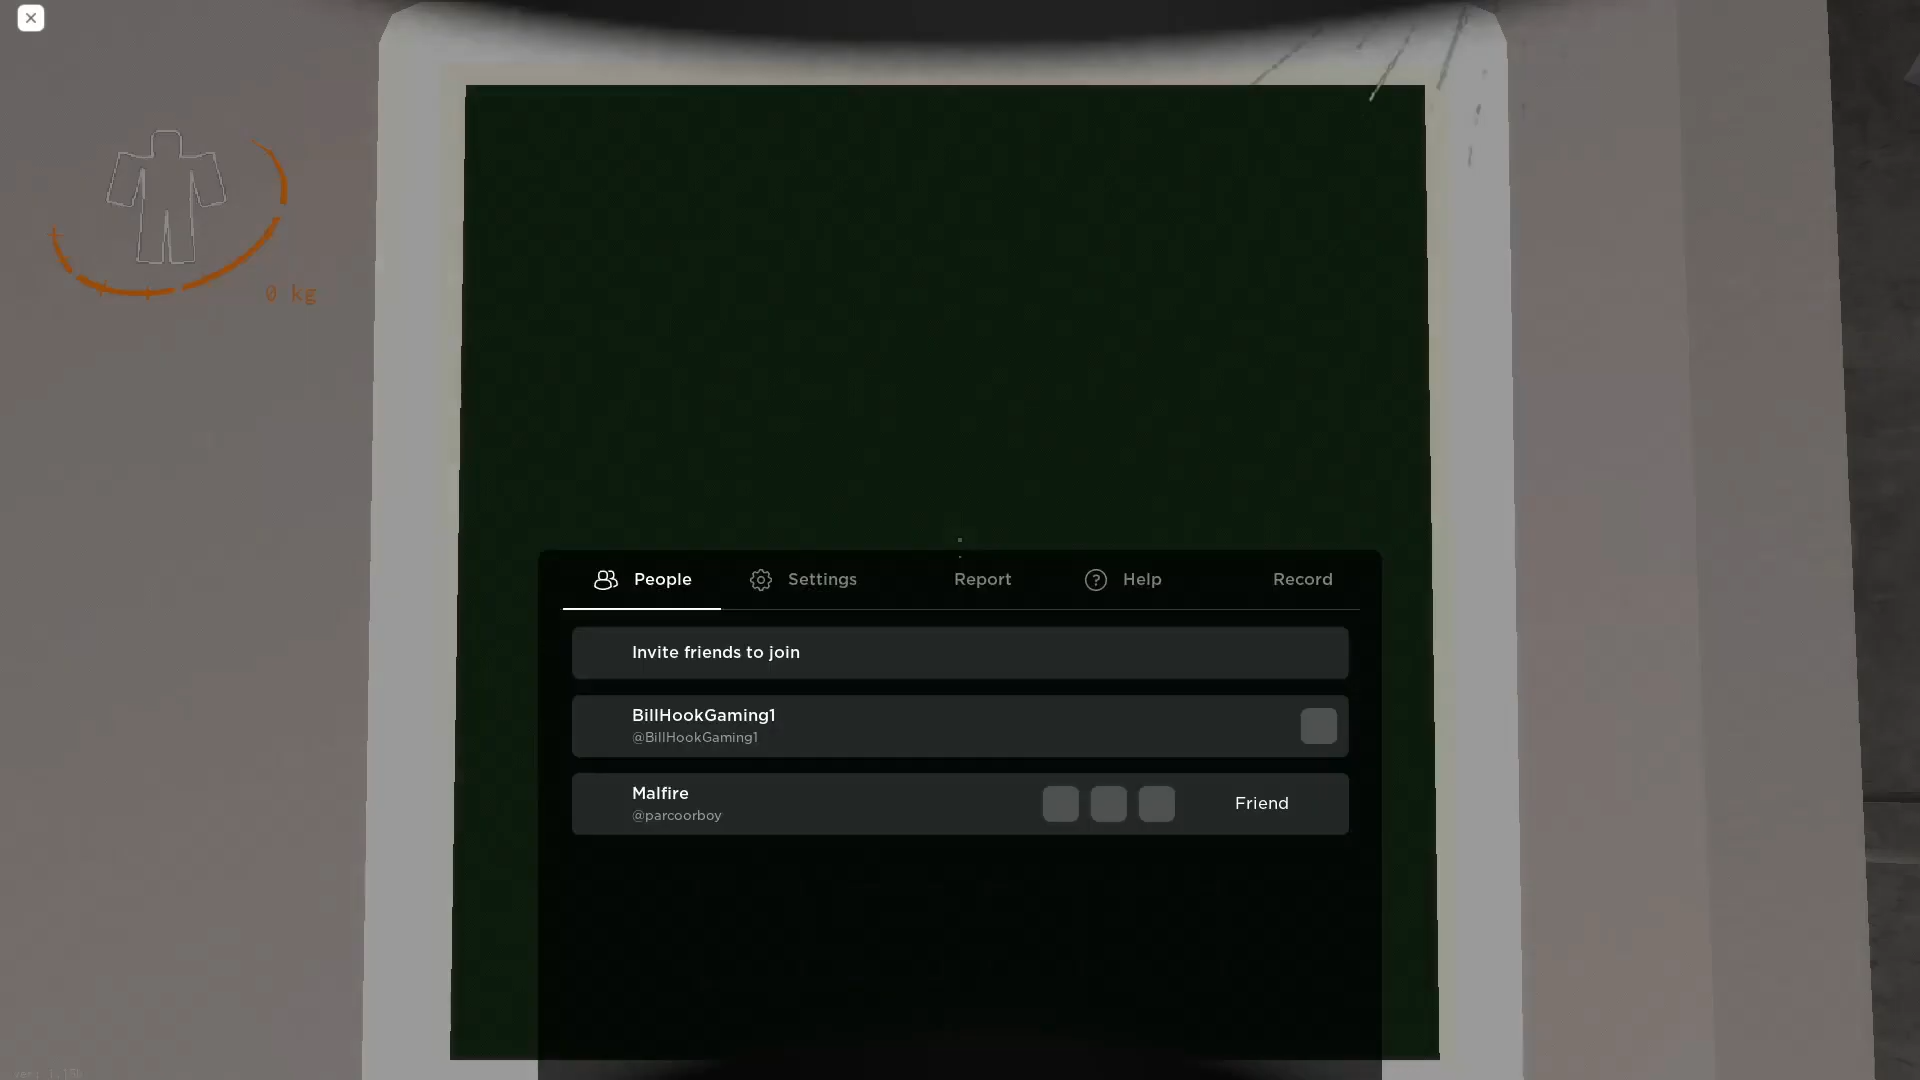 0 kg
People
Settings
Report
Help
Record
Invite friends to join
BillHookGaming1
@BillHookGaming1
Malfire
@parcoorboy
Friend